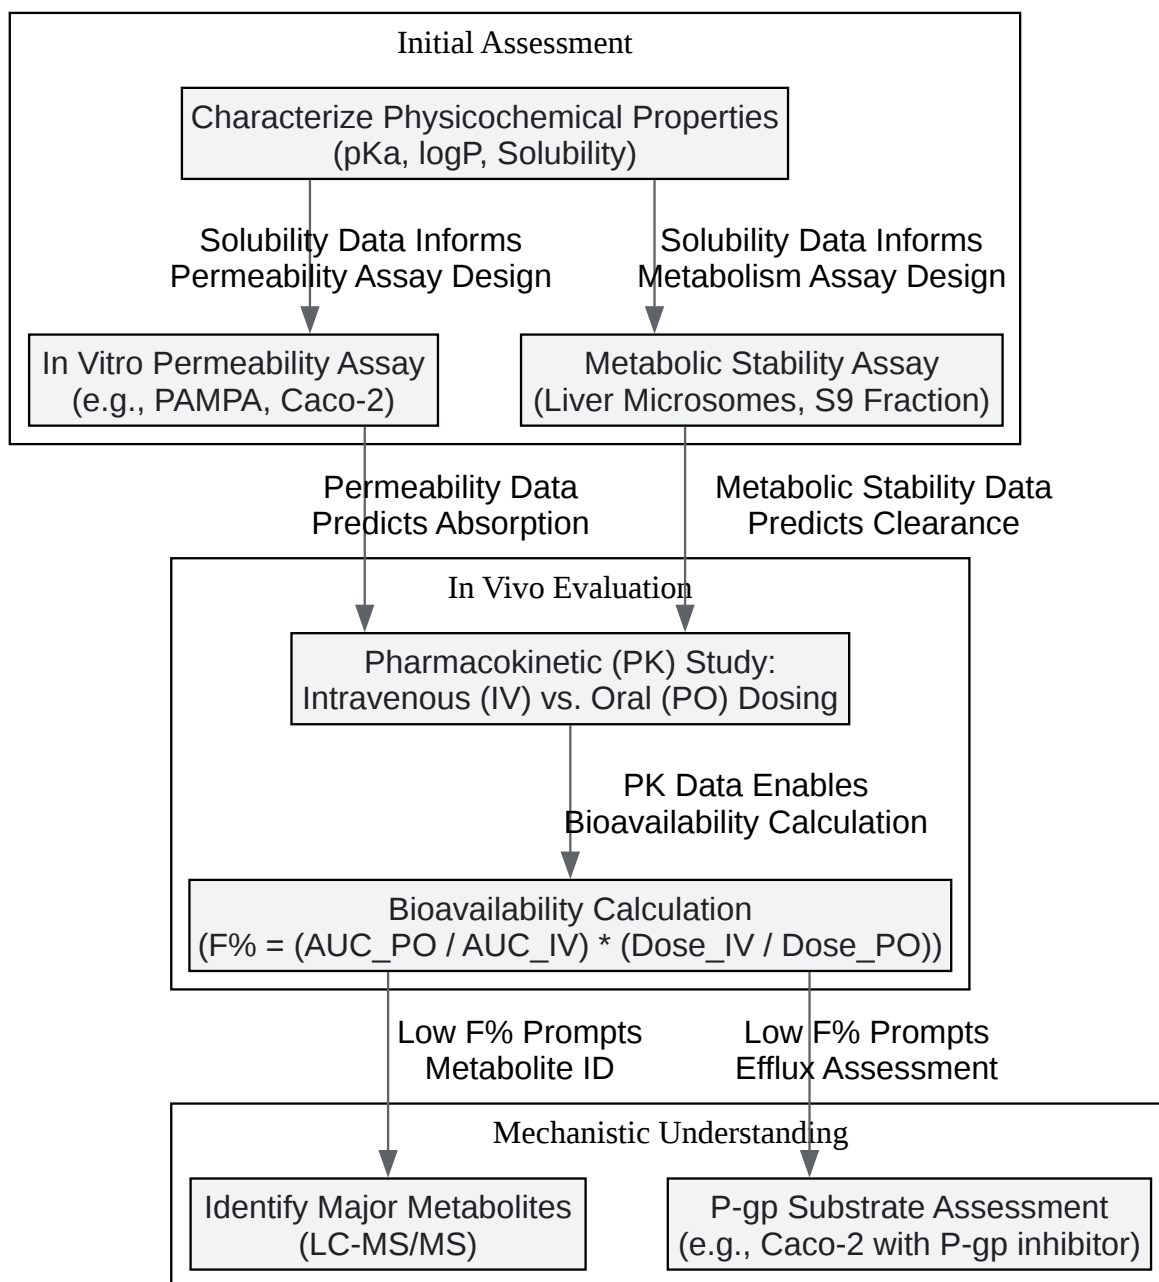 Initial Assessment
Characterize Physicochemical Properties
(pKa, logP, Solubility)
Solubility Data Informs
Permeability Assay Design
Solubility Data Informs
Metabolism Assay Design
In Vitro Permeability Assay
(e.g., PAMPA, Caco-2)
Metabolic Stability Assay
(Liver Microsomes, S9 Fraction)
Permeability Data
Predicts Absorption
Metabolic Stability Data
Predicts Clearance
In Vivo Evaluation
Pharmacokinetic (PK) Study:
Intravenous (IV) vs. Oral (PO) Dosing
PK Data Enables
Bioavailability Calculation
Bioavailability Calculation
(F% = (AUC_PO / AUC_IV) * (Dose_IV / Dose_PO))
Low F% Prompts
Metabolite ID
Low F% Prompts
Efflux Assessment
Mechanistic Understanding
Identify Major Metabolites
(LC-MS/MS)
P-gp Substrate Assessment
(e.g., Caco-2 with P-gp inhibitor)